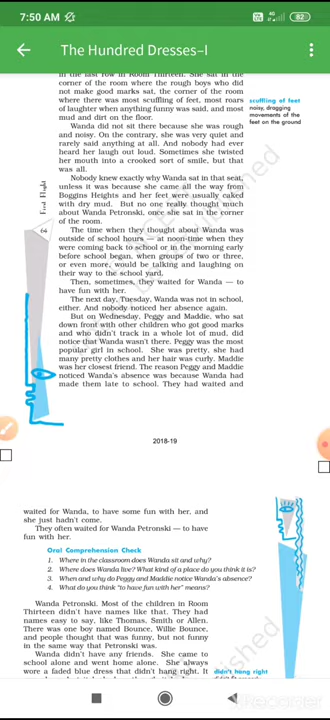 7:50 AM
82
The Hundred Dresses–I
in the last row in Room Thirteen. She sat in the
corner of the room where the rough boys who did
not make good marks sat, the corner of the room
where there was most scuffling of feet, most roars
of laughter when anything funny was said, and most
mud and dirt on the floor.
scuffling of feet
noisy, dragging
movements of the
feet on the ground
Wanda did not sit there because she was rough
and noisy. On the contrary, she was very quiet and
rarely said anything at all. And nobody had ever
heard her laugh out loud. Sometimes she twisted
her mouth into a crooked sort of smile, but that
was all.
Nobody knew exactly why Wanda sat in that seat,
unless it was because she came all the way from
Boggins Heights and her feet were usually caked
with dry mud. But no one really thought much
about Wanda Petronski, once she sat in the corner
of the room.
First Flight
64
The time when they thought about Wanda was
outside of school hours — at noon-time when they
were coming back to school or in the morning early
before school began, when groups of two or three,
or even more, would be talking and laughing on
their way to the school yard.
Then, sometimes, they waited for Wanda — to
have fun with her.
The next day, Tuesday, Wanda was not in school,
either. And nobody noticed her absence again.
But on Wednesday, Peggy and Maddie, who sat
down front with other children who got good marks
and who didn't track in a whole lot of mud, did
notice that Wanda wasn't there. Peggy was the most
popular girl in school. She was pretty, she had
many pretty clothes and her hair was curly. Maddie
was her closest friend. The reason Peggy and Maddie
noticed Wanda's absence was because Wanda had
made them late to school. They had waited and
2018-19
waited for Wanda, to have some fun with her, and
she just hadn't come.
They often waited for Wanda Petronski — to have
fun with her.
Oral Comprehension Check
1. Where in the classroom does Wanda sit and why?
2. Where does Wanda live? What kind of a place do you think it is?
3. When and why do Peggy and Maddie notice Wanda's absence?
4. What do you think “to have fun with her” means?
Wanda Petronski. Most of the children in Room
Thirteen didn't have names like that. They had
names easy to say, like Thomas, Smith or Allen.
There was one boy named Bounce, Willie Bounce,
and people thought that was funny, but not funny
in the same way that Petronski was.
Wanda didn't have any friends. She came to
school alone and went home alone. She always
wore a faded blue dress that didn't hang right. It
didn't hang right